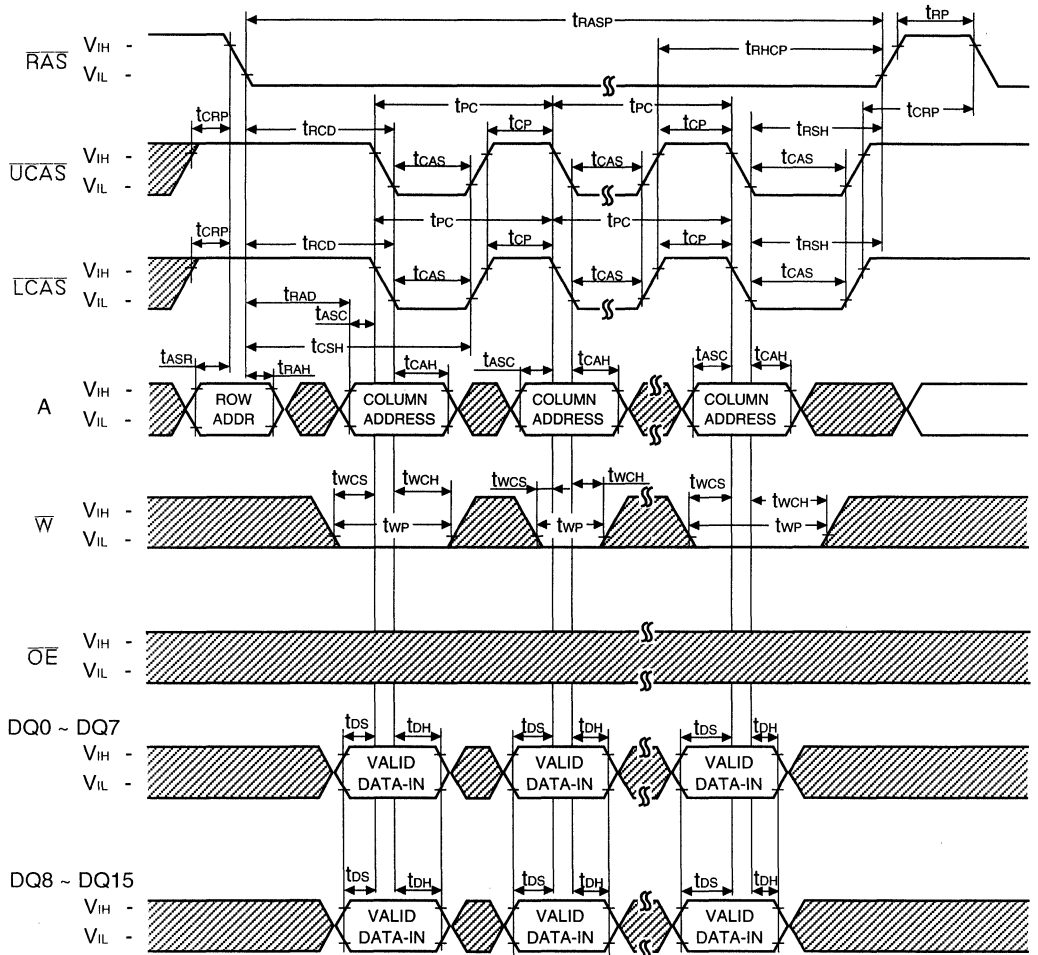 tRASP tRP
RAS VIH - tRHCP
VIL -
tPC tPC tCRP
tCRP tRCD tCP tCP tRSH
UCAS VIH - tCAS tCAS tCAS
VIL -
tPC tPC
tCRP tRCD tCP tCP tRSH
LCAS VIH - tCAS tCAS tCAS
VIL -
tRAD
tASC
tCSH
tASR tRAH tCAH tASC tCAH tASC tCAH
A VIH - ROW COLUMN COLUMN COLUMN
VIL - ADDR ADDRESS ADDRESS ADDRESS
tWCS tWCH tWCS tWCH tWCS tWCH
W VIH - tWP tWP tWP
VIL -
OE VIH -
VIL -
DQ0 ~ DQ7 tDS tDH tDS tDH tDS tDH
VIH - VALID VALID VALID
VIL - DATA-IN DATA-IN DATA-IN
DQ8 ~ DQ15 tDS tDH tDS tDH tDS tDH
VIH - VALID VALID VALID
VIL - DATA-IN DATA-IN DATA-IN